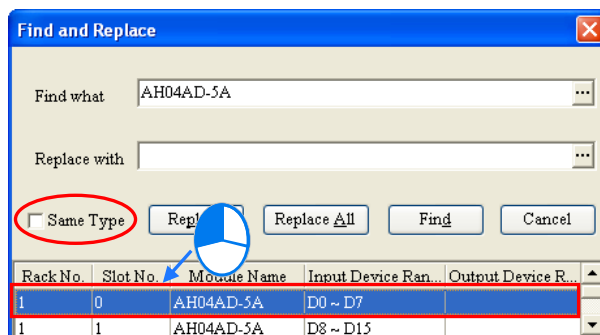 Find and Replace
Find what AH04AD-5A ...
Replace with ...
Same Type Replace All Find Cancel
Rack No. Slot No. Module Name Input Device Ran... Output Device R...
1 0 AH04AD-5A D0 ~ D7
1 1 AH04AD-5A D8 ~ D15